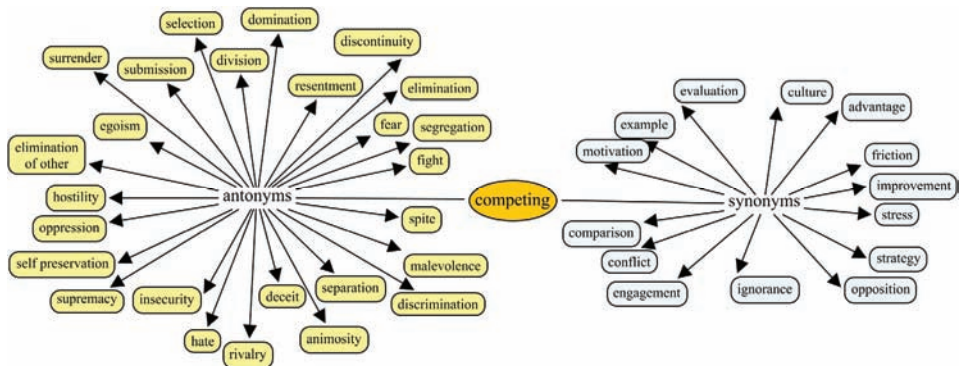 domination
selection
discontinuity
surrender
submission
division
resentment
elimination
egoism
fear
segregation
elimination
of other
fight
hostility
antonyms
oppression
spite
self preservation
malevolence
supremacy
insecurity
deceit
separation
discrimination
hate
rivalry
animosity
competing
evaluation
culture
advantage
example
motivation
friction
improvement
synonyms
stress
comparison
conflict
strategy
engagement
ignorance
opposition